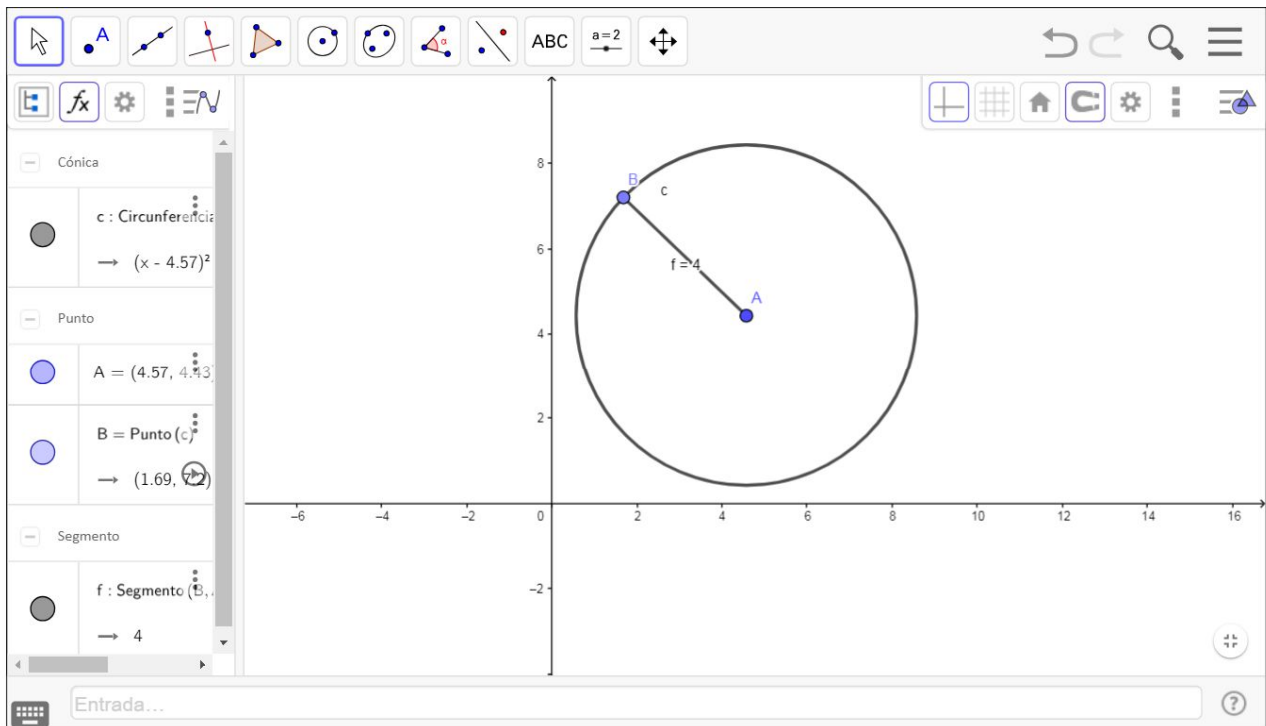 A
α
ABC
a = 2
fx
Cónica
c : Circunferencia
→ (x - 4.57)²
Punto
A = (4.57, 4.43)
B = Punto (c)
→ (1.69, 7.2)
Segmento
f : Segmento (B,
→ 4
8
6
4
2
0
−2
−6
−4
−2
2
4
6
8
10
12
14
16
B
c
f = 4
A
Entrada...
?